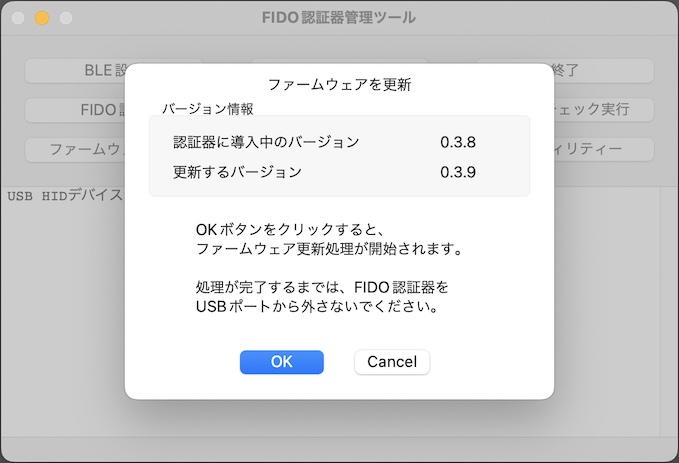 FIDO認証器管理ツール
BLE設
終了
FIDO認
チェック実行
ファームウェ
ィリティー
USB HIDデバイス
ファームウェアを更新
バージョン情報
認証器に導入中のバージョン 0.3.8
更新するバージョン 0.3.9
OKボタンをクリックすると、
ファームウェア更新処理が開始されます。
処理が完了するまでは、FIDO認証器を
USBポートから外さないでください。
OK Cancel